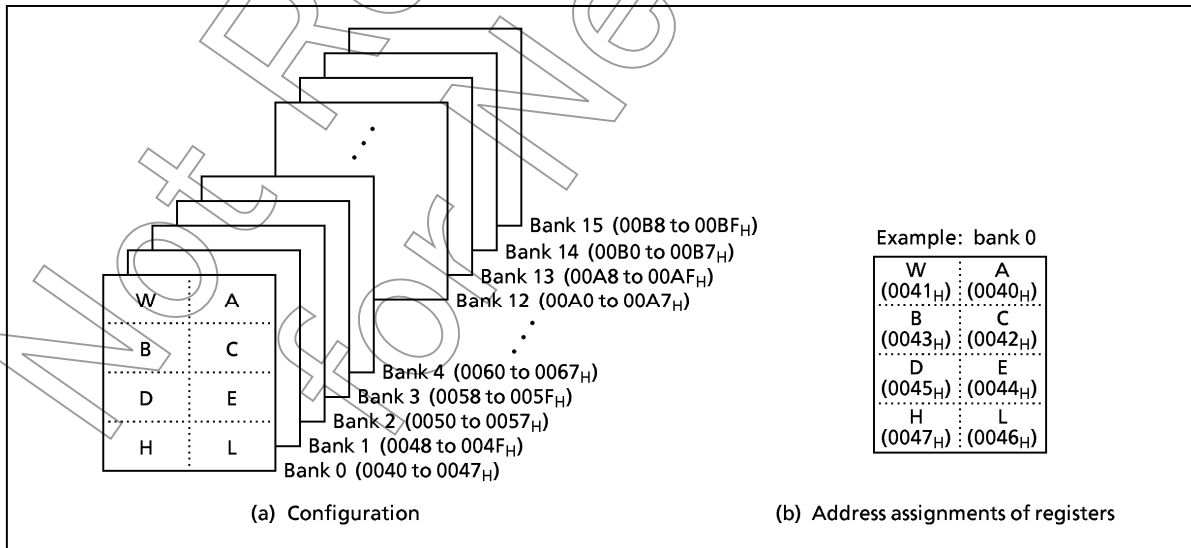 Not R
for Ne
Bank 15 (00B8 to 00BFH)
Bank 14 (00B0 to 00B7H)
Bank 13 (00A8 to 00AFH)
Bank 12 (00A0 to 00A7H)
Bank 4 (0060 to 0067H)
Bank 3 (0058 to 005FH)
Bank 2 (0050 to 0057H)
Bank 1 (0048 to 004FH)
Bank 0 (0040 to 0047H)
W A
B C
D E
H L
(a) Configuration
Example: bank 0
W A
(0041H) (0040H)
B C
(0043H) (0042H)
D E
(0045H) (0044H)
H L
(0047H) (0046H)
(b) Address assignments of registers